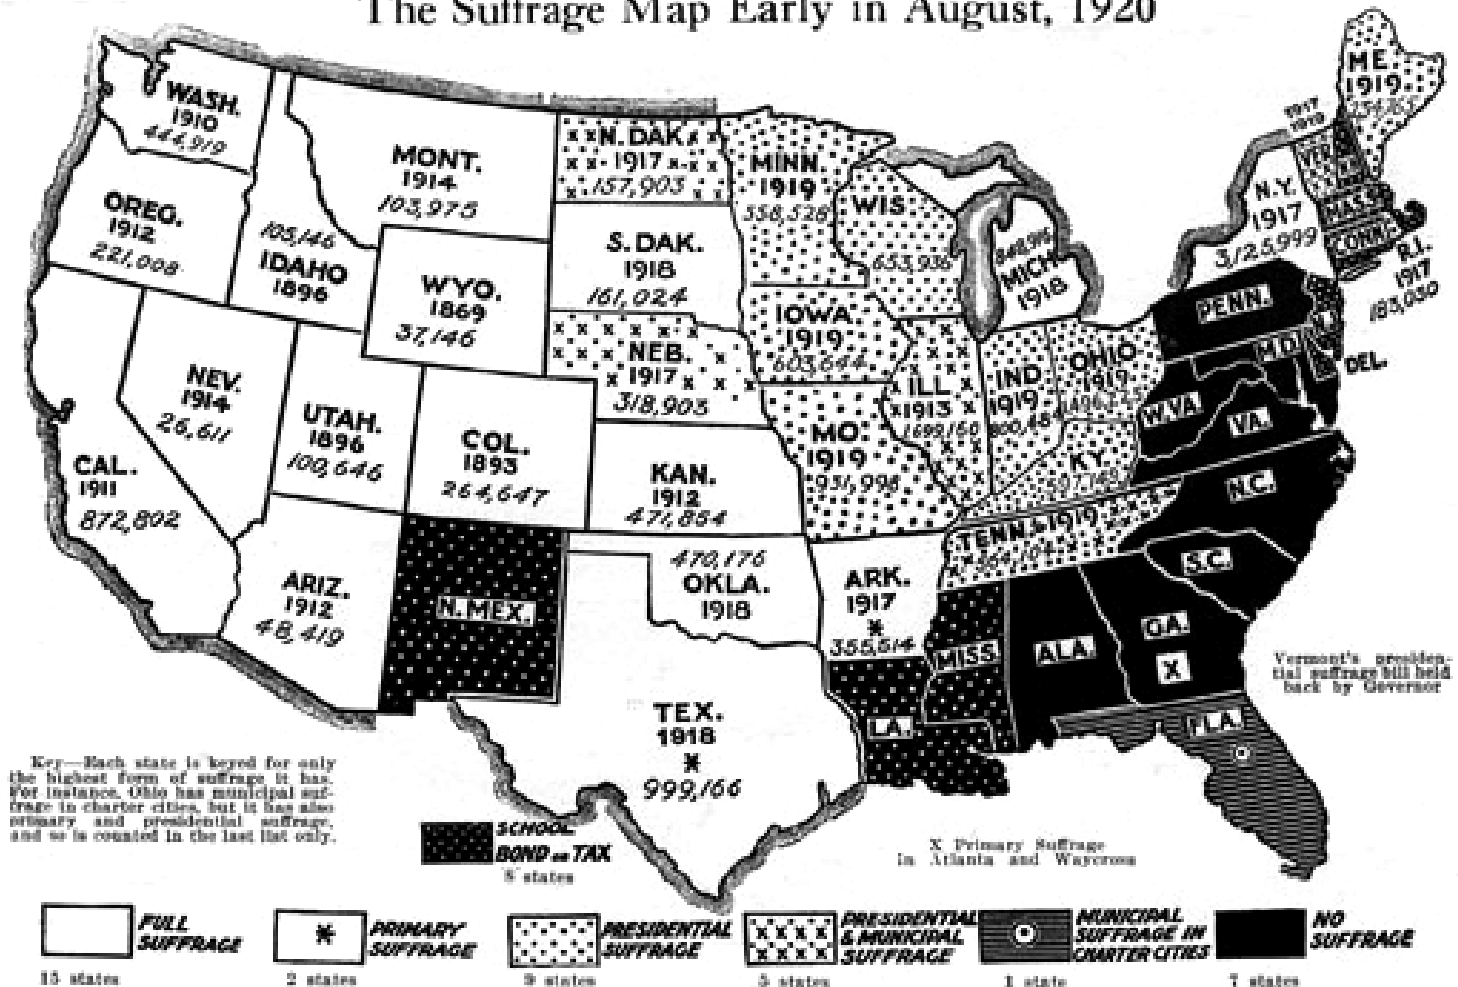 The Suffrage Map Early in August, 1920
WASH.
1910
444,919
OREG.
1912
221,008
105,146
IDAHO
1896
MONT.
1914
103,975
WYO.
1869
37,146
N. DAK.
1917
157,903
S. DAK.
1918
161,024
NEB.
1917
318,903
MINN.
1919
IOWA
1919
603,644
WIS.
653,936
MICH.
1918
ILL
1913
IND
1919
OHIO
1919
KY.
MO.
1919
931,998
TENN. 1919
ME.
1919
VER
MASS
CONN.
R.I.
1917
183,030
N.Y.
1917
3,125,999
PENN.
MD.
DEL.
W.VA
VA.
N.C.
S.C.
GA.
X
ALA.
MISS.
LA.
FLA.
NEV.
1914
26,611
UTAH.
1896
100,646
COL.
1893
264,647
KAN.
1912
471,854
CAL.
1911
872,802
ARIZ.
1912
48,419
N. MEX.
470,176
OKLA.
1918
ARK.
1917
*
355,514
TEX.
1918
*
999,166
Vermont's presiden-
tial suffrage bill held
back by Governor
Key—Each state is keyed for only
the highest form of suffrage it has.
For instance, Ohio has municipal suf-
frage in charter cities, but it has also
primary and presidential suffrage,
and so is counted in the last list only.
X Primary Suffrage
In Atlanta and Waycross
SCHOOL
BOND or TAX
8 states
FULL
SUFFRAGE
15 states
*
PRIMARY
SUFFRAGE
2 states
PRESIDENTIAL
SUFFRAGE
9 states
PRESIDENTIAL
& MUNICIPAL
SUFFRAGE
5 states
MUNICIPAL
SUFFRAGE IN
CHARTER CITIES
1 state
NO
SUFFRAGE
7 states